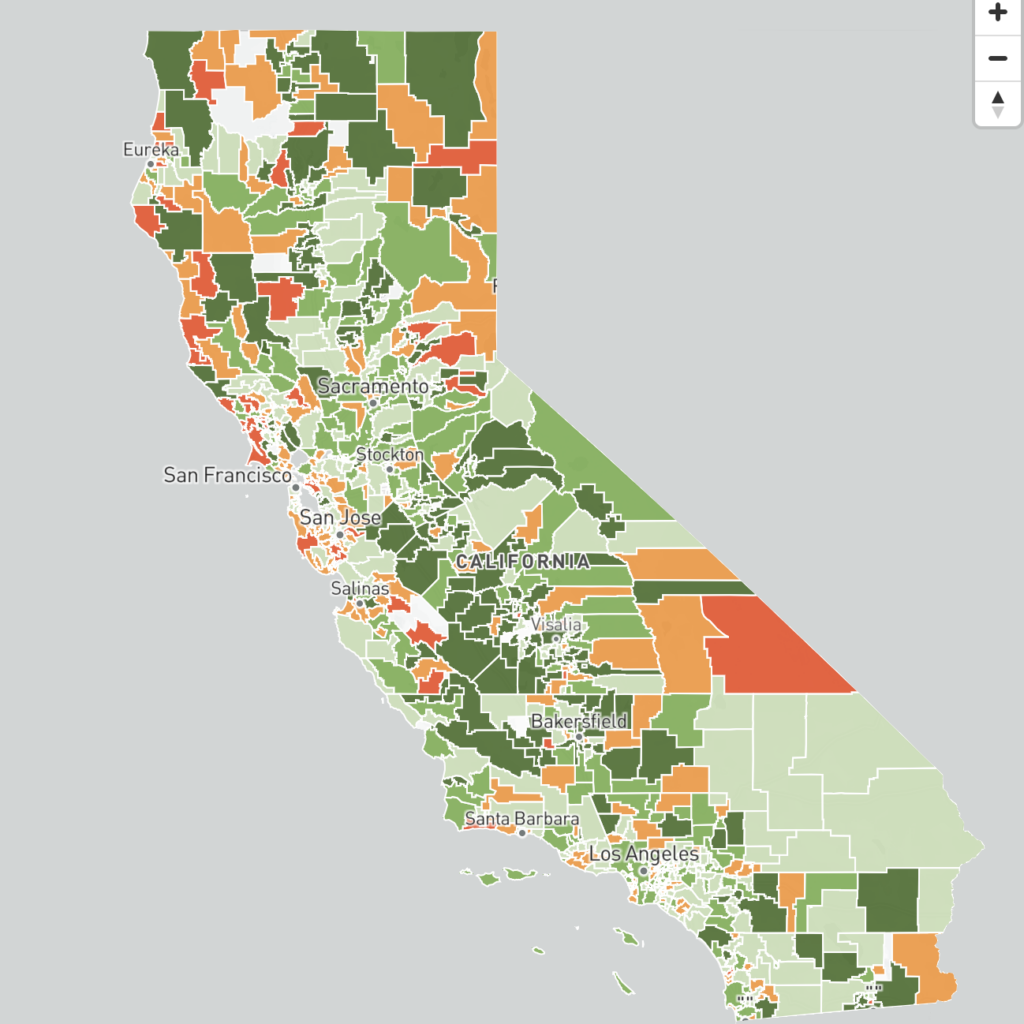 Eureka
Sacramento
Stockton
San Francisco
San Jose
CALIFORNIA
Salinas
Visalia
Bakersfield
Santa Barbara
Los Angeles